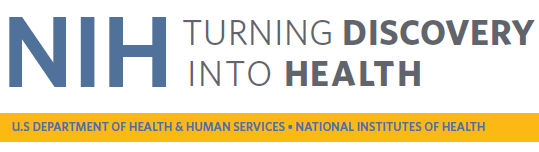 NIH TURNING DISCOVERY
INTO HEALTH
U.S DEPARTMENT OF HEALTH & HUMAN SERVICES • NATIONAL INSTITUTES OF HEALTH